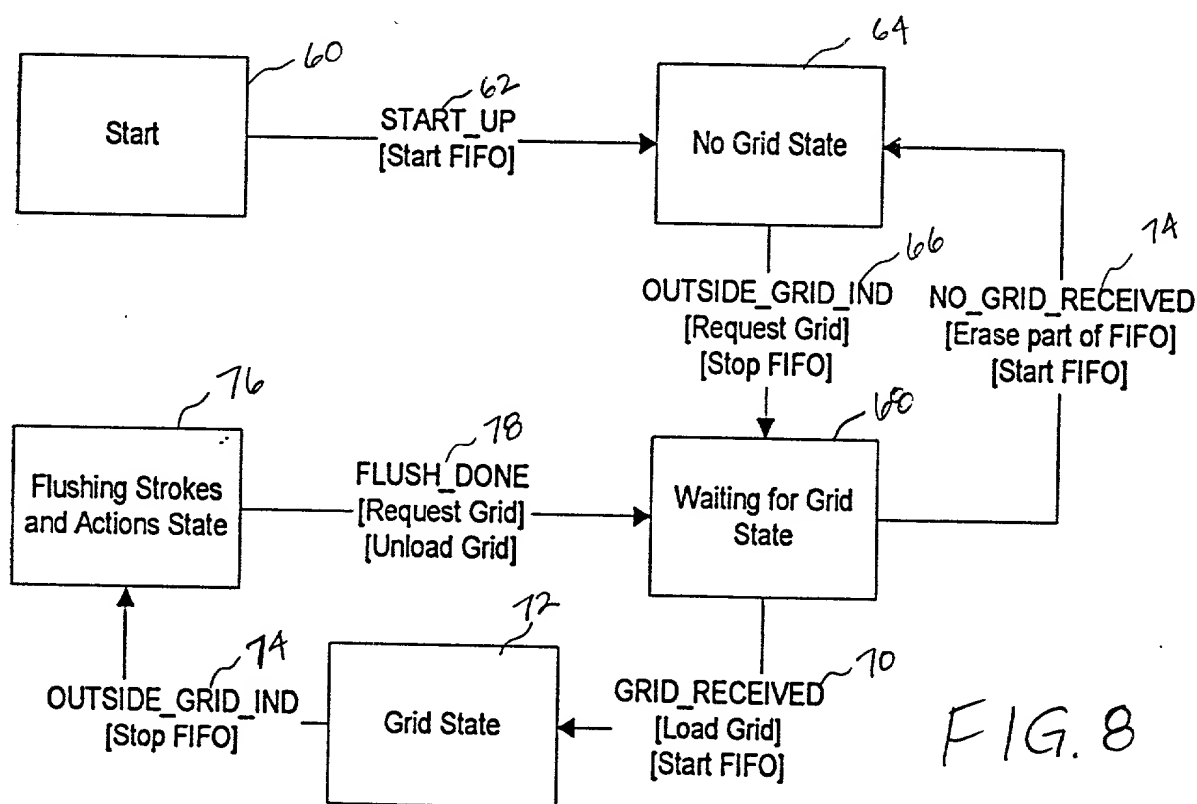 60
Start
62
START_UP
[Start FIFO]
64
No Grid State
66
OUTSIDE_GRID_IND
[Request Grid]
[Stop FIFO]
74
NO_GRID_RECEIVED
[Erase part of FIFO]
[Start FIFO]
76
Flushing Strokes
and Actions State
78
FLUSH_DONE
[Request Grid]
[Unload Grid]
68
Waiting for Grid
State
74
OUTSIDE_GRID_IND
[Stop FIFO]
72
Grid State
70
GRID_RECEIVED
[Load Grid]
[Start FIFO]
FIG. 8